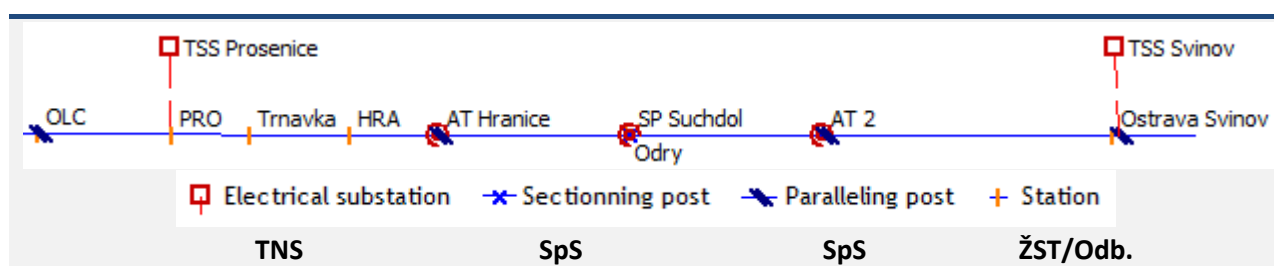 TSS Prosenice TSS Svinov
OLC PRO Trnavka HRA AT Hranice SP Suchdol AT 2 Ostrava Svinov
Odry
Electrical substation Sectionning post Paralleling post Station
TNS SpS SpS ŽST/Odb.